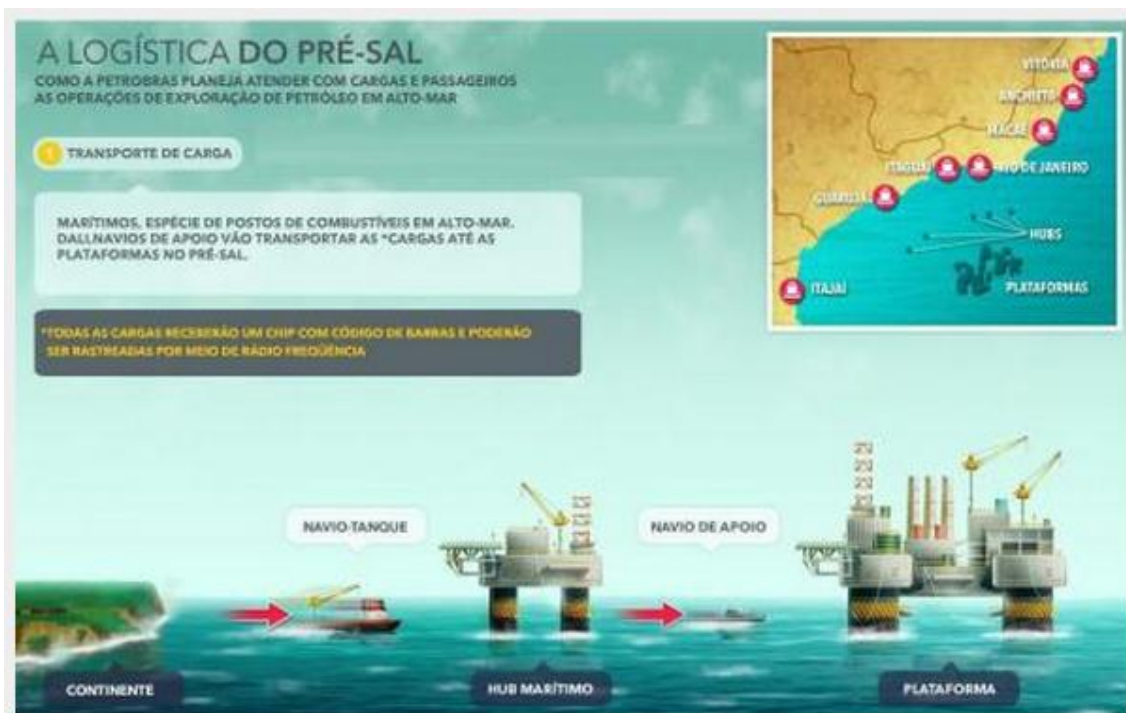 A LOGÍSTICA DO PRÉ-SAL
COMO A PETROBRAS PLANEJA ATENDER COM CARGAS E PASSAGEIROS
AS OPERAÇÕES DE EXPLORAÇÃO DE PETRÓLEO EM ALTO-MAR
1 TRANSPORTE DE CARGA
MARÍTIMOS, ESPÉCIE DE POSTOS DE COMBUSTÍVEIS EM ALTO-MAR.
DALLNAVIOS DE APOIO VÃO TRANSPORTAR AS *CARGAS ATÉ AS
PLATAFORMAS NO PRÉ-SAL.
*TODAS AS CARGAS RECEBERÃO UM CHIP COM CÓDIGO DE BARRAS E PODERÃO
SER RASTREADAS POR MEIO DE RÁDIO FREQÜÊNCIA
VITÓRIA
ANCHIETA
MACAÉ
ITAGUAÍ
RIO DE JANEIRO
GUARUJÁ
HUBS
PLATAFORMAS
ITAJAÍ
NAVIO-TANQUE
NAVIO DE APOIO
CONTINENTE
HUB MARÍTIMO
PLATAFORMA